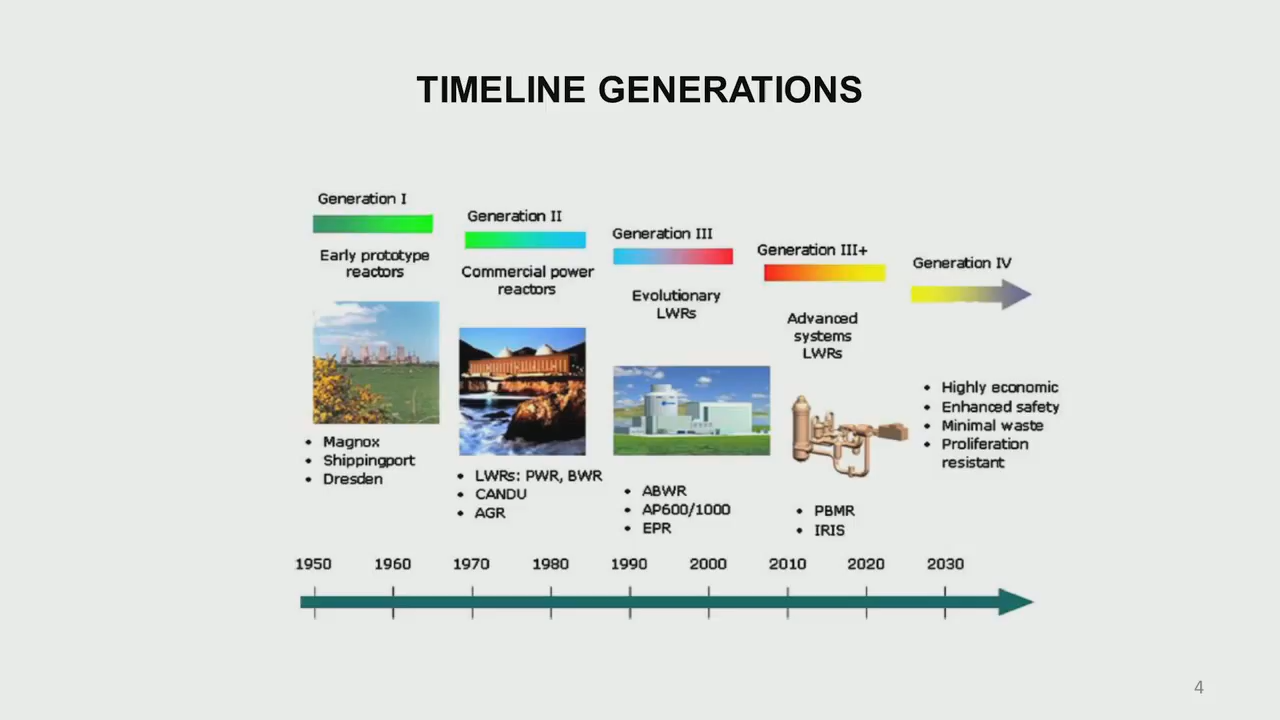 TIMELINE GENERATIONS
Generation I
Early prototype
reactors
• Magnox
• Shippingport
• Dresden
Generation II
Commercial power
reactors
• LWRs: PWR, BWR
• CANDU
• AGR
Generation III
Evolutionary
LWRs
• ABWR
• AP600/1000
• EPR
Generation III+
Advanced
systems
LWRs
• PBMR
• IRIS
Generation IV
• Highly economic
• Enhanced safety
• Minimal waste
• Proliferation
resistant
1950 1960 1970 1980 1990 2000 2010 2020 2030
4